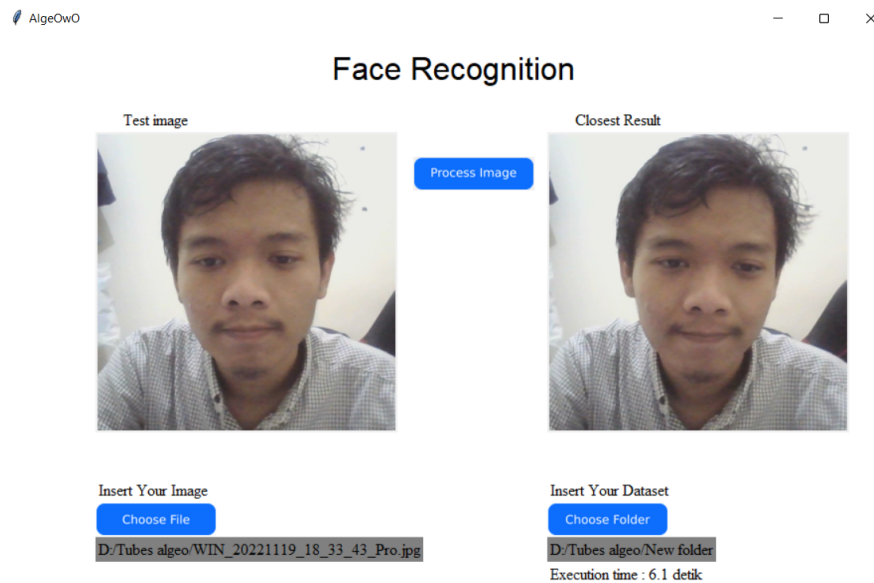 AlgeOwO
Face Recognition
Test image
Closest Result
Process Image
Insert Your Image
Insert Your Dataset
Choose File
Choose Folder
D:/Tubes algeo/WIN_20221119_18_33_43_Pro.jpg
D:/Tubes algeo/New folder
Execution time : 6.1 detik